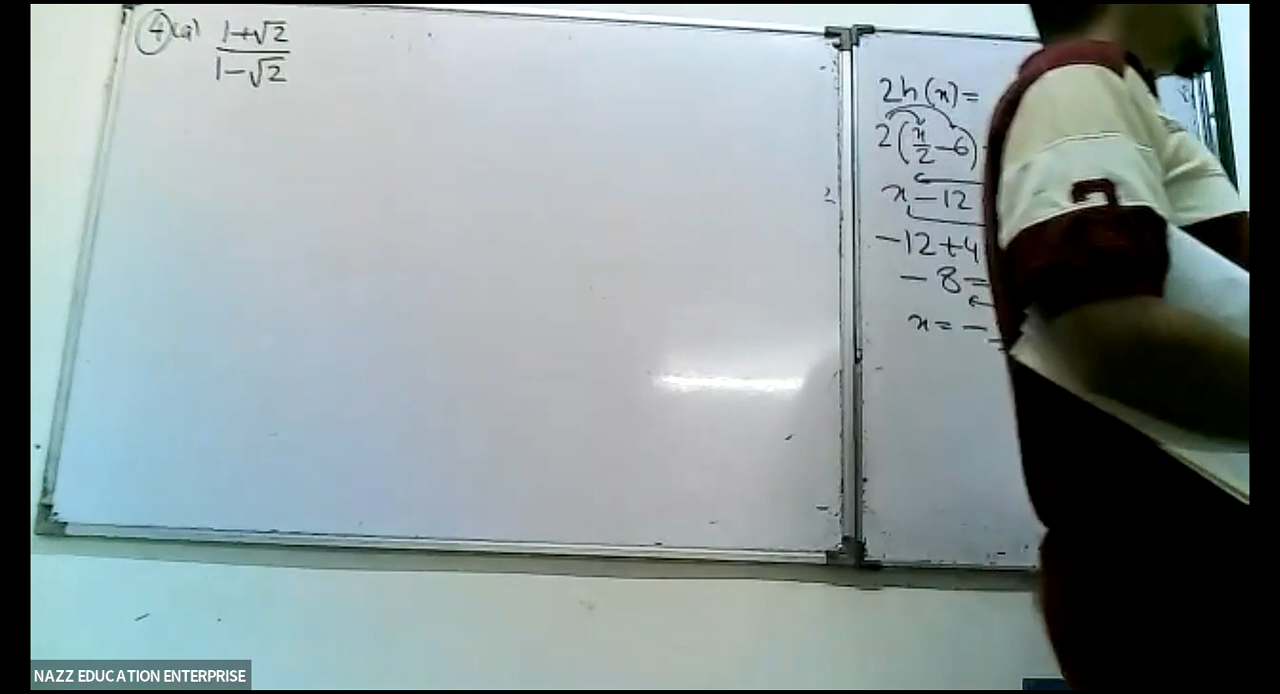 4(a) 1+√2
1-√2
2h(x)=
2(x/2-6)
x-12
-12+4
-8=
x=-
NAZZ EDUCATION ENTERPRISE